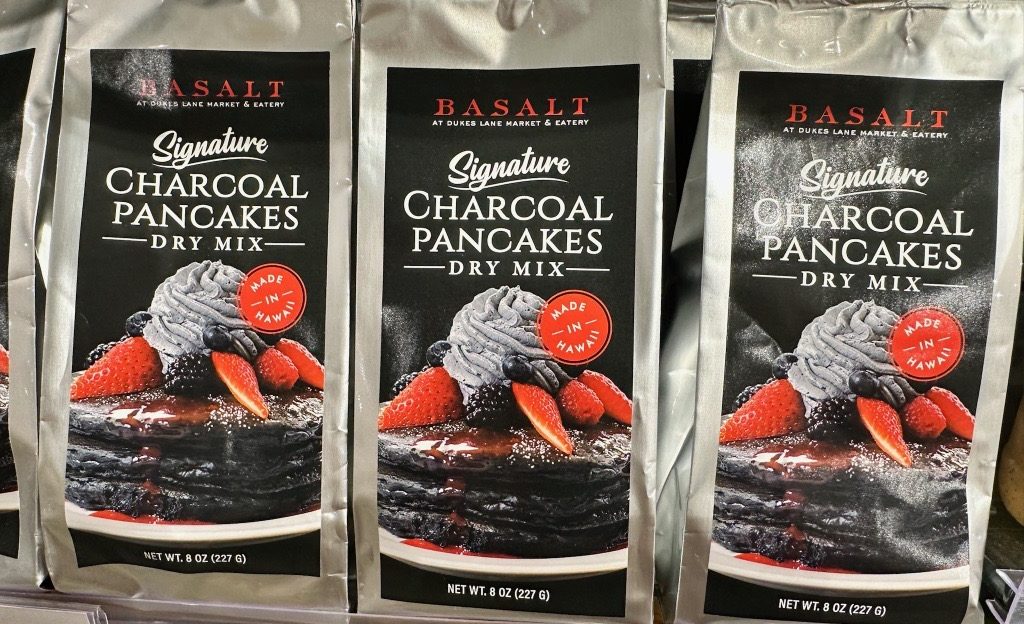 BASALT
AT DUKES LANE MARKET & EATERY
Signature
CHARCOAL
PANCAKES
DRY MIX
MADE
IN
HAWAII
NET WT. 8 OZ (227 G)
BASALT
AT DUKES LANE MARKET & EATERY
Signature
CHARCOAL
PANCAKES
DRY MIX
MADE
IN
HAWAII
NET WT. 8 OZ (227 G)
BASALT
AT DUKES LANE MARKET & EATERY
Signature
CHARCOAL
PANCAKES
DRY MIX
MADE
IN
HAWAII
NET WT. 8 OZ (227 G)